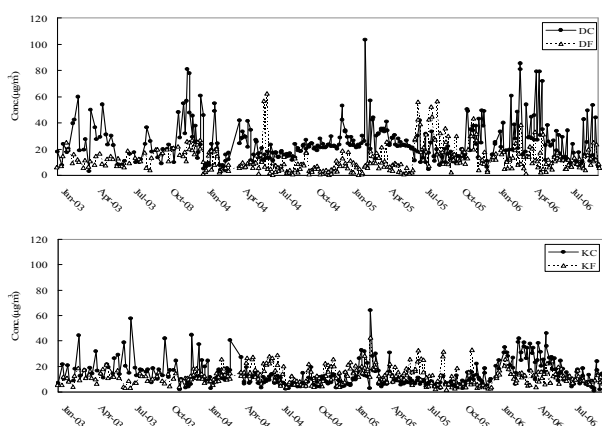 120
DC
100
DF
80
60
40
20
0
Conc.(μg/m³)
Jan-03 Apr-03 Jul-03 Oct-03 Jan-04 Apr-04 Jul-04 Oct-04 Jan-05 Apr-05 Jul-05 Oct-05 Jan-06 Apr-06 Jul-06
120
KC
100
KF
80
60
40
20
0
Conc.(μg/m³)
Jan-03 Apr-03 Jul-03 Oct-03 Jan-04 Apr-04 Jul-04 Oct-04 Jan-05 Apr-05 Jul-05 Oct-05 Jan-06 Apr-06 Jul-06